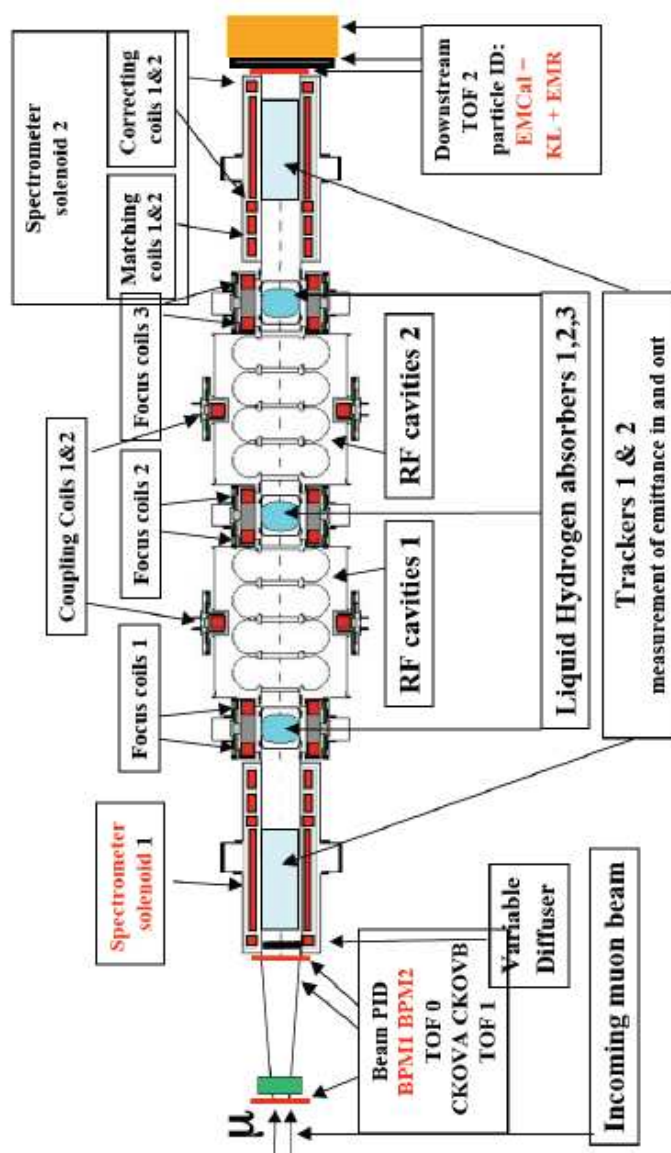 Incoming muon beam
μ
Beam PID
BPM1 BPM2
TOF 0
CKOVA CKOVB
TOF 1
Variable
Diffuser
Spectrometer
solenoid 1
Focus coils 1
Coupling Coils 1&2
Focus coils 2
Focus coils 3
Spectrometer
solenoid 2
Matching
coils 1&2
Correcting
coils 1&2
RF cavities 1
RF cavities 2
Liquid Hydrogen absorbers 1,2,3
Trackers 1 & 2
measurement of emittance in and out
Downstream
TOF 2
particle ID:
EMCal =
KL + EMR